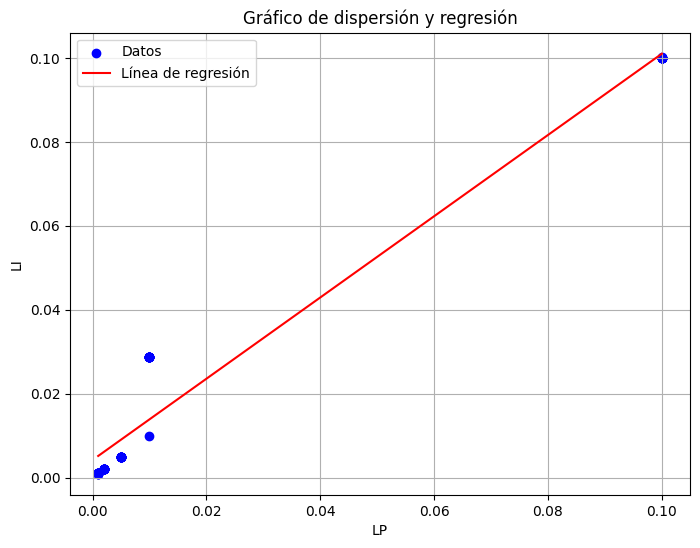 Gráfico de dispersión y regresión
Datos
Línea de regresión
0.10
0.08
0.06
0.04
0.02
0.00
LI
0.00 0.02 0.04 0.06 0.08 0.10
LP